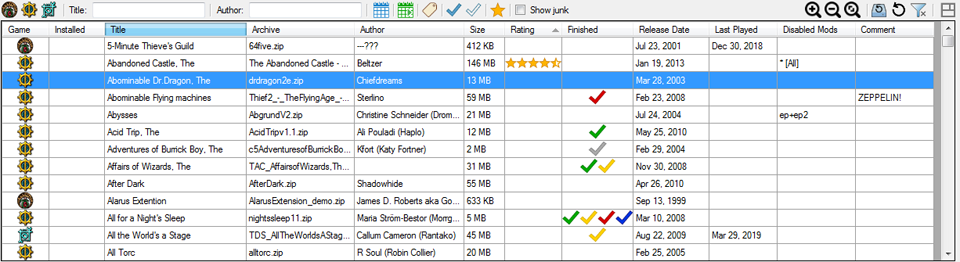 Title: Author: Show junk
Game Installed Title Archive Author Size Rating Finished Release Date Last Played Disabled Mods Comment
5-Minute Thieve's Guild 64five.zip --??? 412 KB Jul 23, 2001 Dec 30, 2018
Abandoned Castle, The The Abandoned Castle -... Beltzer 146 MB Jan 19, 2013 * [All]
Abominable Dr.Dragon, The drdragon2e.zip Chiefdreams 13 MB Mar 28, 2003
Abominable Flying machines Thief2_-_TheFlyingAge_-... Sterlino 59 MB Feb 23, 2008 ZEPPELIN!
Abysses AbgrundV2.zip Christine Schneider (Drom... 21 MB Jul 24, 2004 ep+ep2
Acid Trip, The AcidTripv1.1.zip Ali Pouladi (Haplo) 12 MB May 25, 2010
Adventures of Burrick Boy, The c5AdventuresofBurrickB... Kfort (Katy Fortner) 2 MB Feb 29, 2004
Affairs of Wizards, The TAC_AffairsofWizards,The... 31 MB Nov 30, 2008
After Dark AfterDark.zip Shadowhide 55 MB Apr 26, 2010
Alarus Extention AlarusExtension_demo.zip James D. Roberts aka Go... 633 KB Sep 13, 1999
All for a Night's Sleep nightssleep11.zip Maria Ström-Bestor (Morrg... 5 MB Mar 10, 2008
All the World's a Stage TDS_AllTheWorldsAStag... Callum Cameron (Rantako) 45 MB Aug 22, 2009 Mar 29, 2019
All Torc alltorc.zip R Soul (Robin Collier) 20 MB Feb 25, 2005